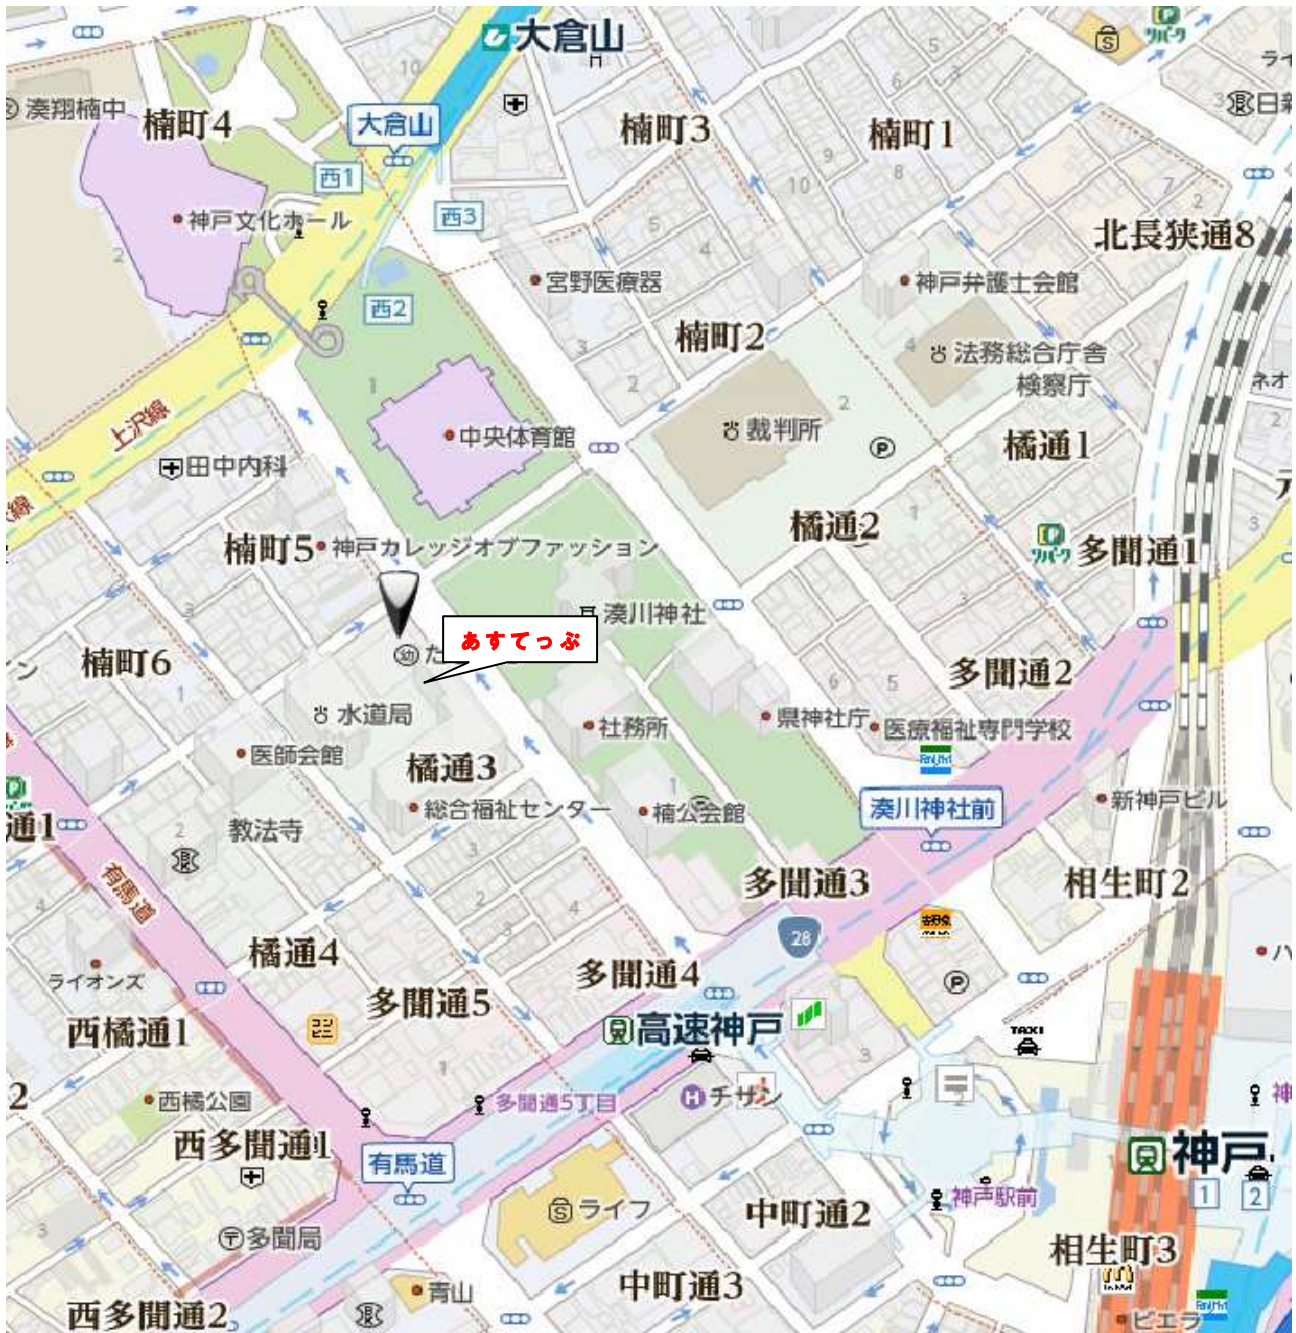 大倉山
湊翔楠中
楠町4
大倉山
楠町3
楠町1
西1
西3
神戸文化ホール
北長狭通8
西2
宮野医療器
神戸弁護士会館
楠町2
法務総合庁舎
検察庁
上沢線
中央体育館
裁判所
橘通1
田中内科
楠町5
神戸カレッジオブファッション
橘通2
多聞通1
湊川神社
あすてっぷ
楠町6
多聞通2
水道局
社務所
県神社庁
医療福祉専門学校
医師会館
橘通3
総合福祉センター
楠公会館
湊川神社前
新神戸ビル
教法寺
有馬道
多聞通3
相生町2
28
橘通4
多聞通4
ライオンズ
多聞通5
西橘通1
高速神戸
TAXI
西橘公園
多聞通5丁目
チサン
西多聞通1
有馬道
神戸
神戸駅前
1
2
ライフ
中町通2
多聞局
相生町3
中町通3
青山
西多聞通2
ピエラ